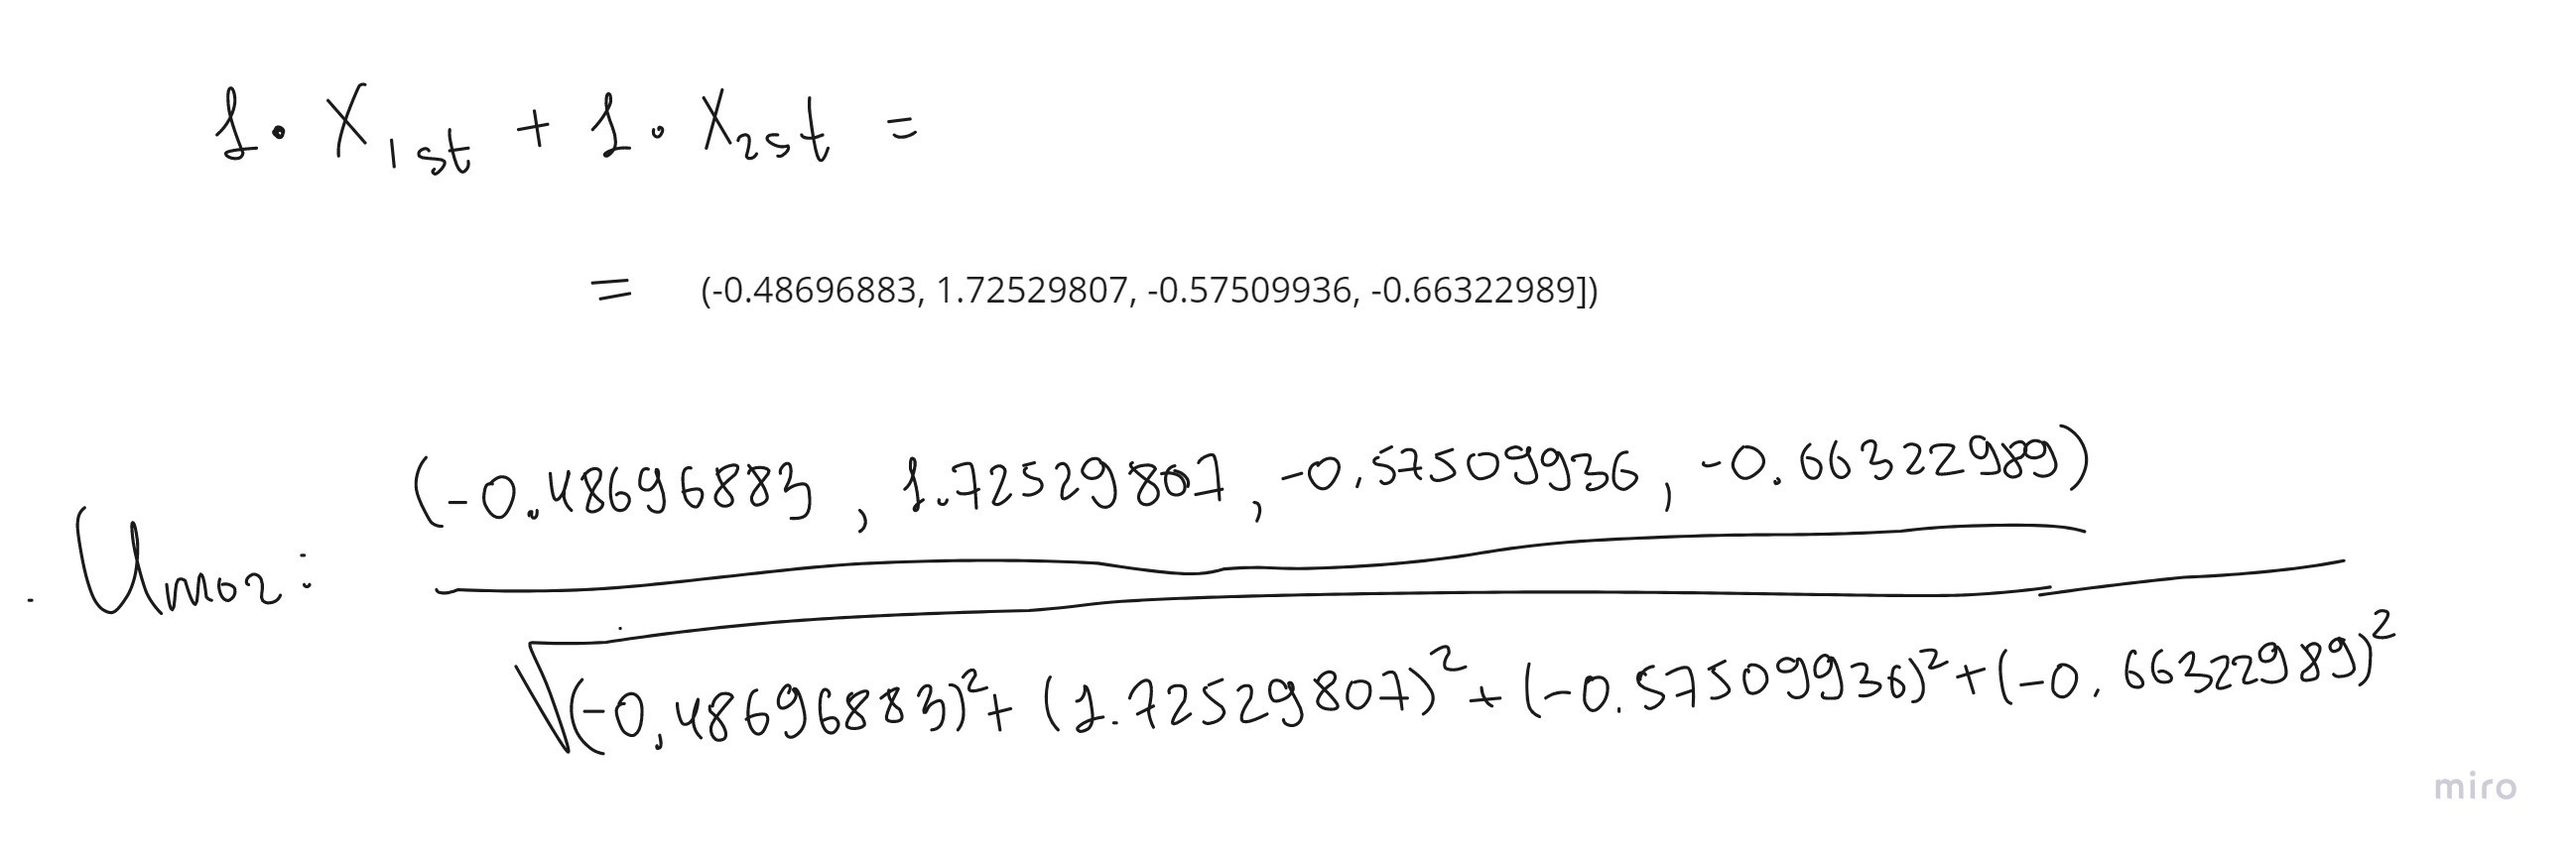 1 · X1st + 1 · X2st =
= (-0.48696883, 1.72529807, -0.57509936, -0.66322989])
(-0.48696883, 1.72529807, -0.57509936, -0.66322989)
Итог:
√(-0,48696883)² + (1.72529807)² + (-0.57509936)² + (-0.66322989)²
miro